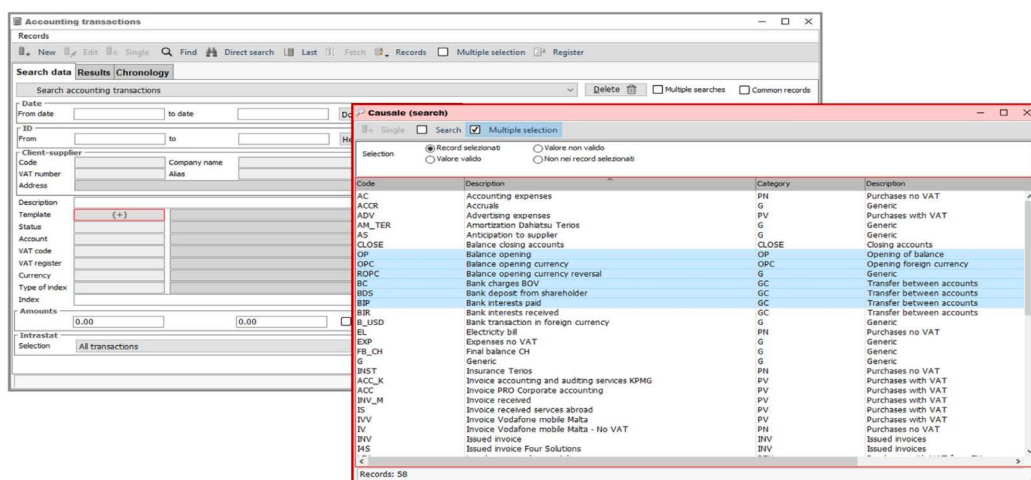 Accounting transactions
Records
New Edit Single Find Direct search Last Fetch Records Multiple selection Register
Search data Results Chronology
Search accounting transactions Delete Multiple searches Common records
Date
From date to date
ID
From to
Client-supplier
Code Company name
VAT number Alias
Address
Description
Template (+)
Status
Account
VAT code
VAT register
Currency
Type of index
Index
Amounts
0.00 0.00
Intrastat
Selection All transactions
Causale (search)
Single Search Multiple selection
Selection Record selezionati Valore non valido
Valore valido Non nei record selezionati
Code Description Category Description
AC Accounting expenses PN Purchases no VAT
ACCR Accruals G Generic
ADV Advertising expenses PV Purchases with VAT
AM_TER Amortization Dahiatsu Terios G Generic
AS Anticipation to supplier G Generic
CLOSE Balance closing accounts CLOSE Closing accounts
OP Balance opening OP Opening of balance
OPC Balance opening currency OPC Opening foreign currency
ROPC Balance opening currency reversal G Generic
BC Bank charges BOV GC Transfer between accounts
BDS Bank deposit from shareholder GC Transfer between accounts
BIP Bank interests paid GC Transfer between accounts
BIR Bank interests received GC Transfer between accounts
B_USD Bank transaction in foreign currency G Generic
EL Electricity bill PN Purchases no VAT
EXP Expenses no VAT G Generic
FB_CH Final balance CH G Generic
G Generic G Generic
INST Insurance Terios PN Purchases no VAT
ACC_K Invoice accounting and auditing services KPMG PV Purchases with VAT
ACC Invoice PRO Corporate accounting PV Purchases with VAT
INV_M Invoice received PV Purchases with VAT
IS Invoice received servces abroad PV Purchases with VAT
IVV Invoice Vodafone mobile Malta PV Purchases with VAT
IV Invoice Vodafone mobile Malta - No VAT PN Purchases no VAT
INV Issued invoice INV Issued invoices
I4S Issued invoice Four Solutions INV Issued invoices
Records: 58